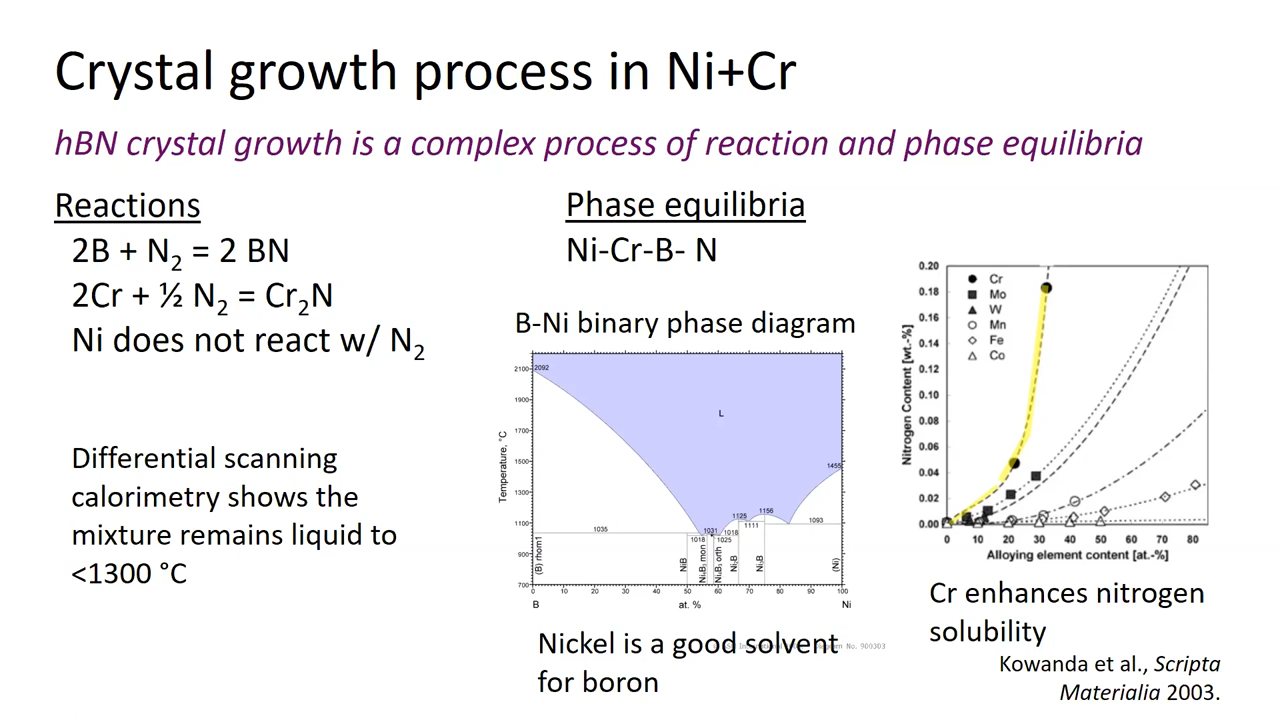 Crystal growth process in Ni+Cr
hBN crystal growth is a complex process of reaction and phase equilibria
Reactions
2B + N₂ = 2 BN
2Cr + ½ N₂ = Cr₂N
Ni does not react w/ N₂
Differential scanning
calorimetry shows the
mixture remains liquid to
<1300 °C
Phase equilibria
Ni-Cr-B- N
B-Ni binary phase diagram
Temperature, °C
2100
1900
1700
1500
1300
1100
900
700
2092
L
1455
1035
1018
1031
1025
1018
1125
1111
1156
1093
(B) rhom1
NiB
Ni₄B₃ mon
Ni₄B₃ orth
Ni₂B
Ni₃B
(Ni)
0 10 20 30 40 50 60 70 80 90 100
B at. % Ni
Diagram No. 900303
Nickel is a good solvent
for boron
Nitrogen Content [wt.-%]
0.20
0.18
0.16
0.14
0.12
0.10
0.08
0.06
0.04
0.02
0.00
Cr
Mo
W
Mn
Fe
Co
0 10 20 30 40 50 60 70 80
Alloying element content [at.-%]
Cr enhances nitrogen
solubility
Kowanda et al., Scripta
Materialia 2003.